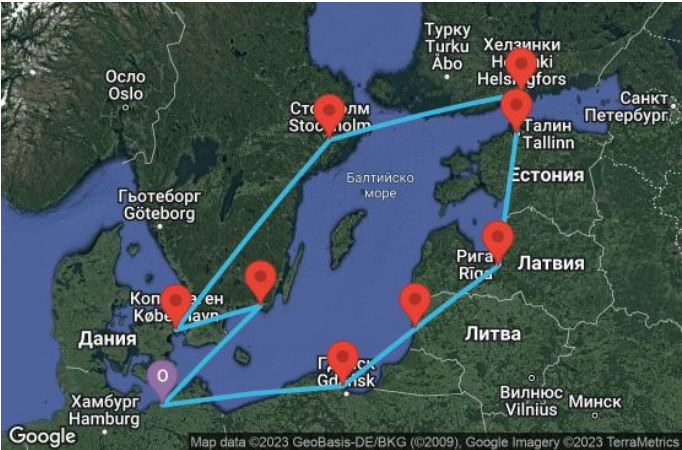 Турку
Turku
Åbo
Хелзинки
Helsinki
Helsingfors
Осло
Oslo
Санкт
Петербург
Талин
Tallinn
Балтийско
море
Естония
Гьотеборг
Göteborg
Рига
Rīga
Латвия
Дания
Литва
Gdańsk
O
Хамбург
Hamburg
Вилнюс
Vilnius
Минск
Google
Map data ©2023 GeoBasis-DE/BKG (©2009), Google Imagery ©2023 TerraMetrics